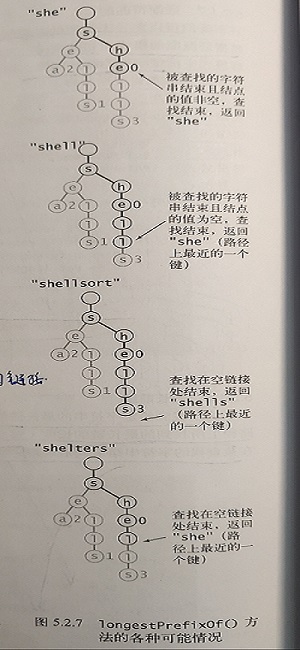 "she"
s
e h
a 2 l e 0
l l
s 1 l
s 3
被查找的字符
串结束且结点
的值非空，查
找结束，返回
"she"
"shell"
s
e h
a 2 l e 0
l l
s 1 l
s 3
被查找的字符
串结束且结点
的值为空，查
找结束，返回
"she"（路径
上最近的一个
键）
"shellsort"
s
e h
a 2 l e 0
l l
s 1 l
s 3
查找在空链接
处结束，返回
"shells"
（路径上最近
的一个键）
"shelters"
s
e h
a 2 l e 0
l l
s 1 l
s 3
查找在空链接
处结束，返回
"she"（路
径上最近的一
个键）
图 5.2.7 longestPrefixOf() 方
法的各种可能情况